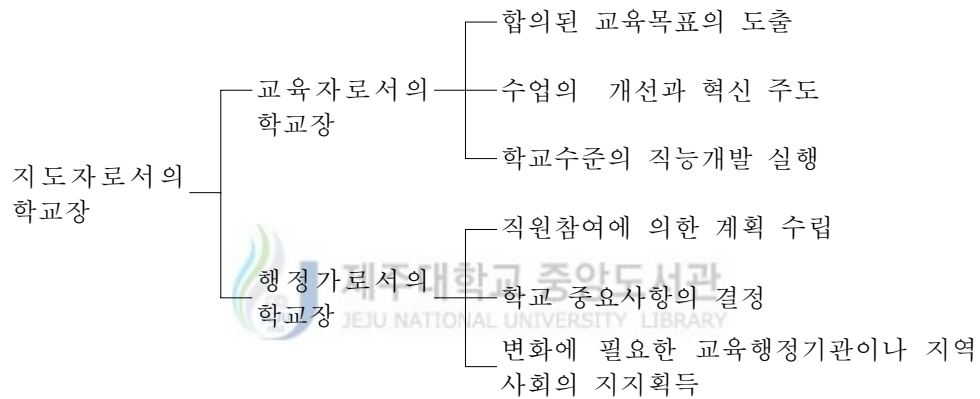 합의된 교육목표의 도출
교육자로서의
학교장
수업의 개선과 혁신 주도
학교수준의 직능개발 실행
지도자로서의
학교장
직원참여에 의한 계획 수립
행정가로서의
학교장
학교 중요사항의 결정
변화에 필요한 교육행정기관이나 지역
사회의 지지획득
제주대학교 중앙도서관
JEJU NATIONAL UNIVERSITY LIBRARY